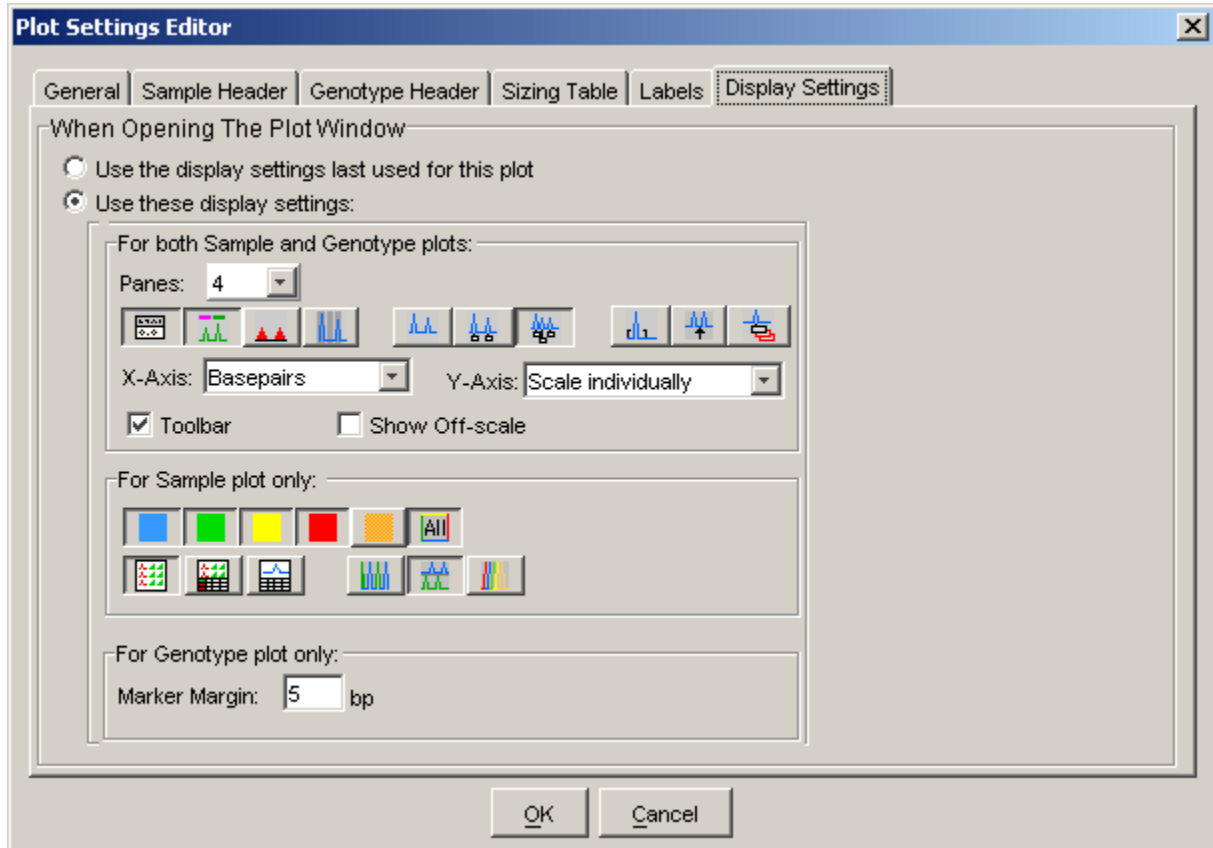 Plot Settings Editor
General Sample Header Genotype Header Sizing Table Labels Display Settings
When Opening The Plot Window
Use the display settings last used for this plot
Use these display settings:
For both Sample and Genotype plots:
Panes: 4
X-Axis: Basepairs Y-Axis: Scale individually
Toolbar Show Off-scale
For Sample plot only:
All
For Genotype plot only:
Marker Margin: 5 bp
OK Cancel